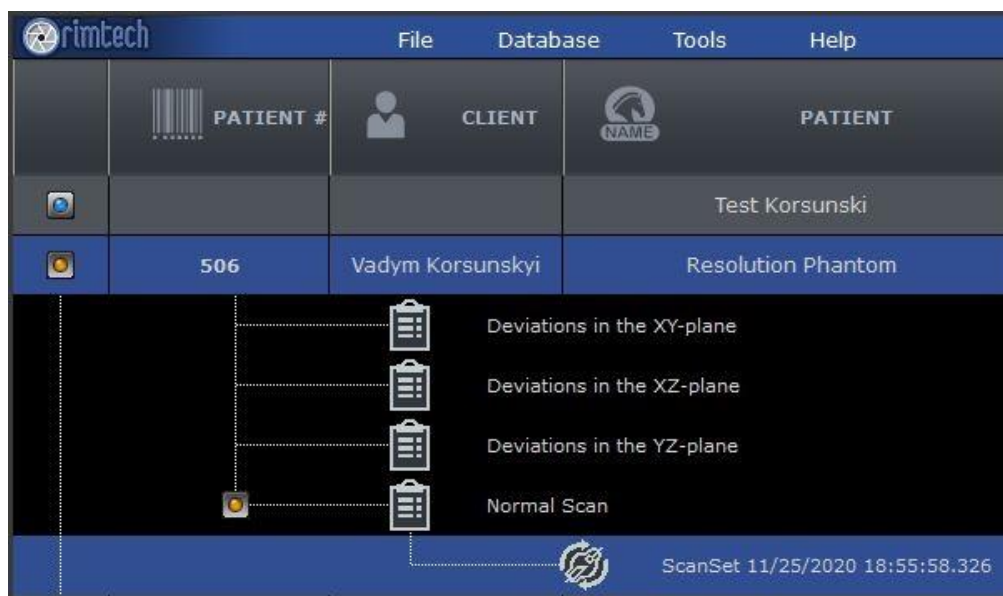 rimtech File Database Tools Help
PATIENT # CLIENT NAME PATIENT
Test Korsunski
506 Vadym Korsunskyi Resolution Phantom
Deviations in the XY-plane
Deviations in the XZ-plane
Deviations in the YZ-plane
Normal Scan
ScanSet 11/25/2020 18:55:58.326